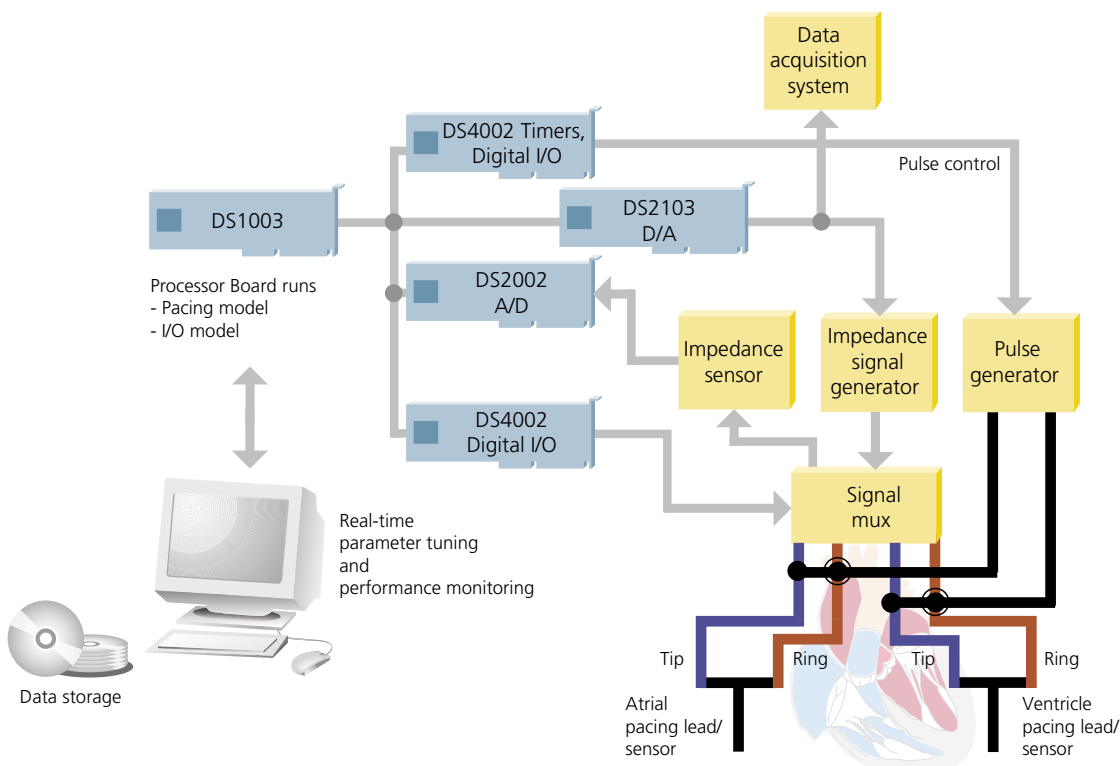 Data
acquisition
system
DS4002 Timers,
Digital I/O
Pulse control
DS1003
DS2103
D/A
DS2002
A/D
Processor Board runs
- Pacing model
- I/O model
Impedance
sensor
Impedance
signal
generator
Pulse
generator
DS4002
Digital I/O
Signal
mux
Real-time
parameter tuning
and
performance monitoring
Data storage
Tip
Ring
Tip
Ring
Atrial
pacing lead/
sensor
Ventricle
pacing lead/
sensor